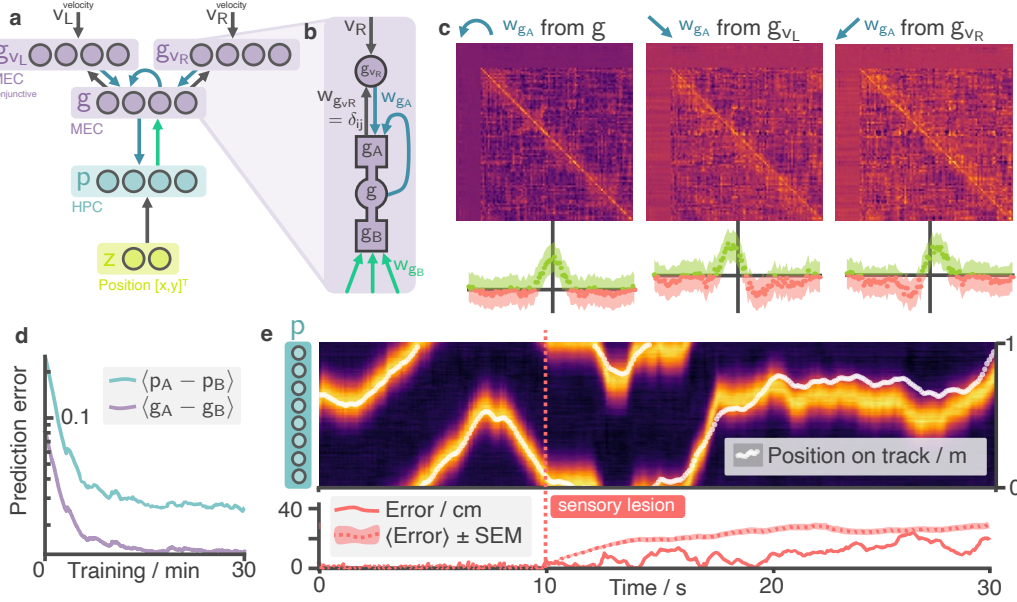 a
velocity
v_L
velocity
v_R
g_vL
g_vR
MEC
onjunctive
g
MEC
p
HPC
z
Position [x,y]^T
b
v_R
g_vR
w_gvR
= δ_ij
w_gA
g_A
g
g_B
w_gB
c
w_gA from g
w_gA from g_vL
w_gA from g_vR
d
Prediction error
0.1
⟨p_A − p_B⟩
⟨g_A − g_B⟩
0
Training / min
30
e
p
1
Position on track / m
0
40
Error / cm
⟨Error⟩ ± SEM
sensory lesion
0
0
10
Time / s
20
30